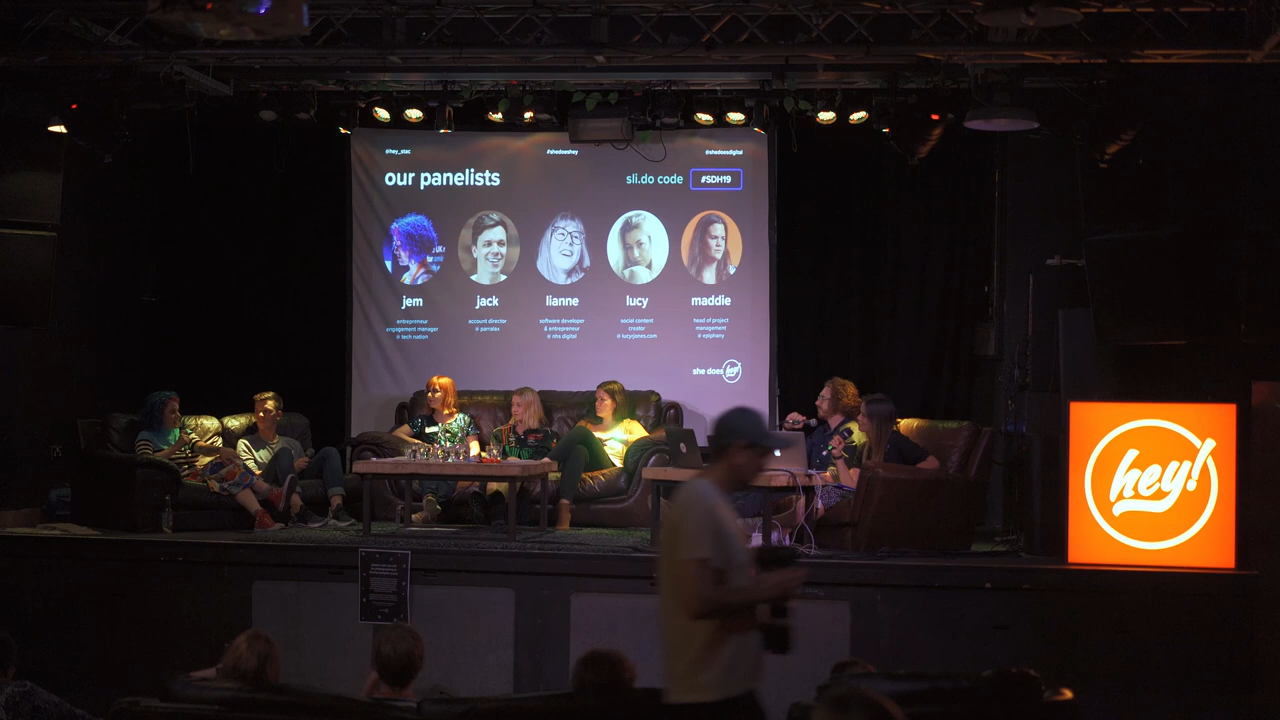 @hey_stac
#shedoeshey
@shedoesdigital
our panelists
sli.do code
#SDH19
jem
entrepreneur
engagement manager
@ tech nation
jack
account director
@ parralax
lianne
software developer
& entrepreneur
@ nhs digital
lucy
social content
creator
@ lucyrjones.com
maddie
head of project
management
@ epiphany
she does hey!
hey!